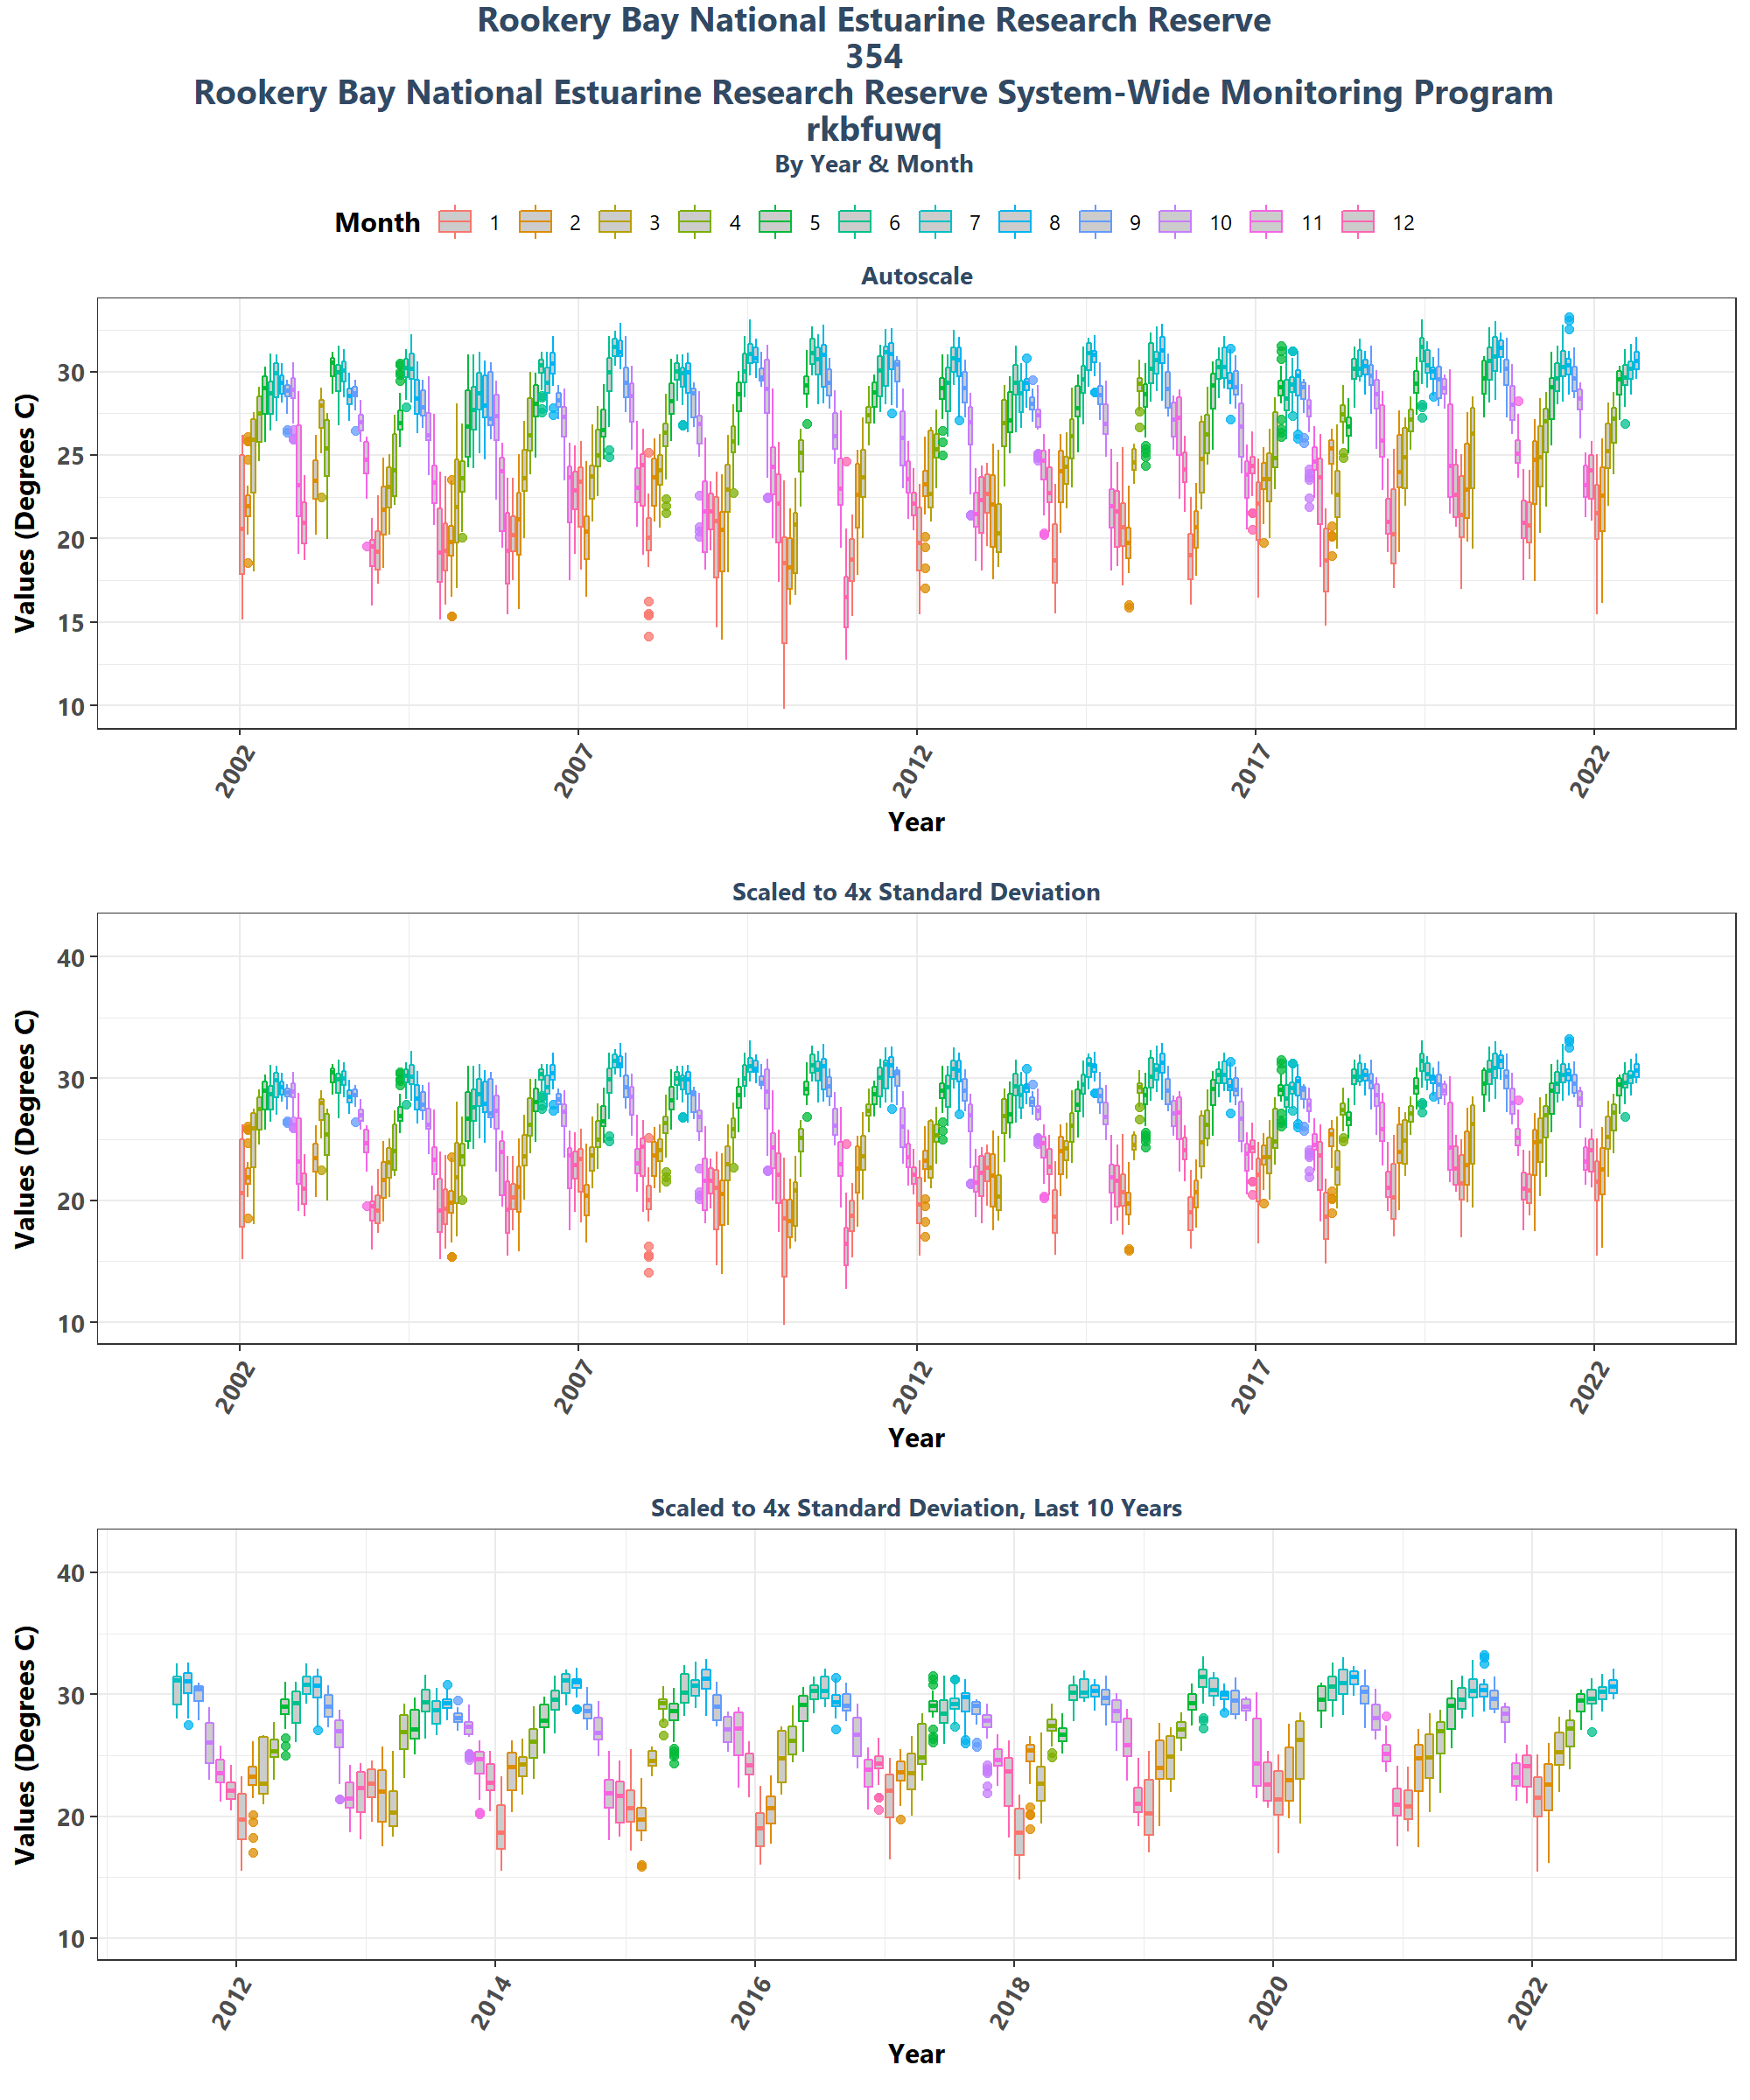 Rookery Bay National Estuarine Research Reserve
354
Rookery Bay National Estuarine Research Reserve System-Wide Monitoring Program
rkbfuwq
By Year & Month
Month 1 2 3 4 5 6 7 8 9 10 11 12
Autoscale
Values (Degrees C)
30
25
20
15
10
2002 2007 2012 2017 2022
Year
Scaled to 4x Standard Deviation
Values (Degrees C)
40
30
20
10
2002 2007 2012 2017 2022
Year
Scaled to 4x Standard Deviation, Last 10 Years
Values (Degrees C)
40
30
20
10
2012 2014 2016 2018 2020 2022
Year